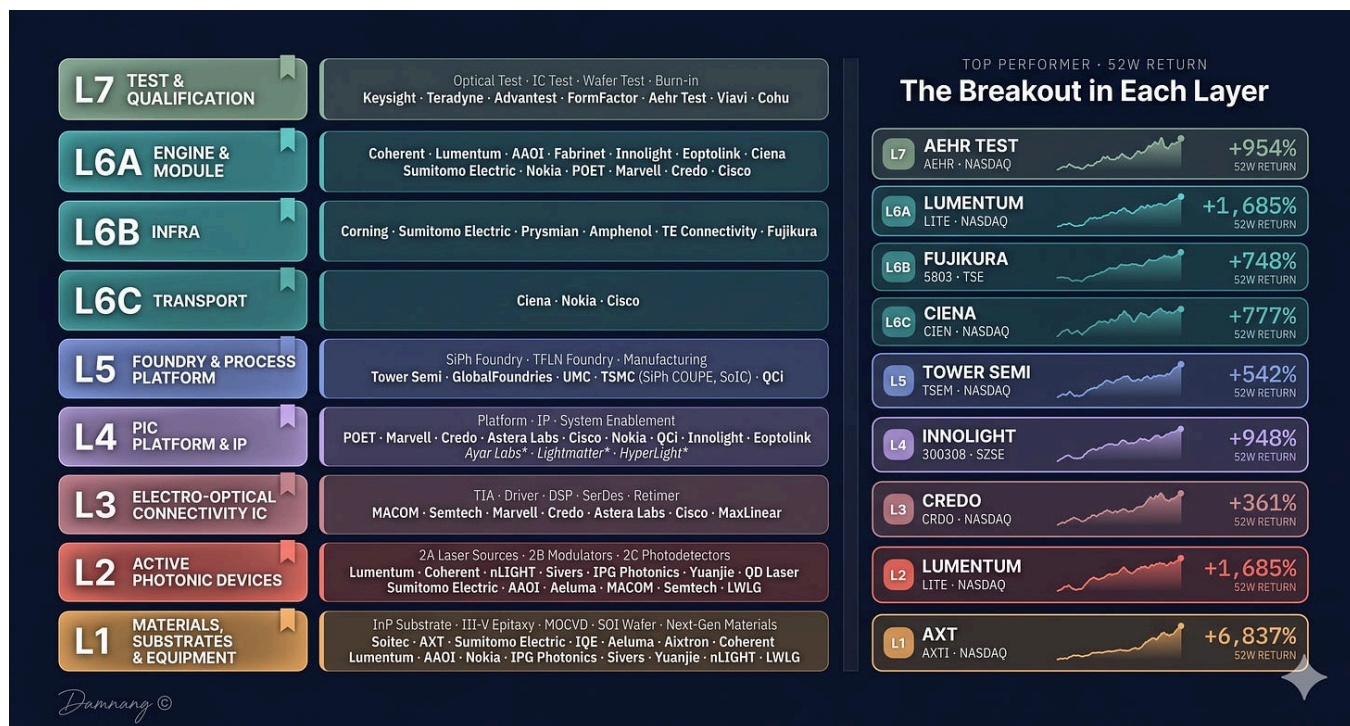 L7 TEST &
QUALIFICATION
Optical Test · IC Test · Wafer Test · Burn-in
Keysight · Teradyne · Advantest · FormFactor · Aehr Test · Viavi · Cohu
L6A ENGINE &
MODULE
Coherent · Lumentum · AAOI · Fabrinet · Innolight · Eoptolink · Ciena
Sumitomo Electric · Nokia · POET · Marvell · Credo · Cisco
L6B INFRA
Corning · Sumitomo Electric · Prysmian · Amphenol · TE Connectivity · Fujikura
L6C TRANSPORT
Ciena · Nokia · Cisco
L5 FOUNDRY & PROCESS
PLATFORM
SiPh Foundry · TFLN Foundry · Manufacturing
Tower Semi · GlobalFoundries · UMC · TSMC (SiPh COUPE, SoIC) · QCi
L4 PIC
PLATFORM & IP
Platform · IP · System Enablement
POET · Marvell · Credo · Astera Labs · Cisco · Nokia · QCi · Innolight · Eoptolink
Ayar Labs* · Lightmatter* · HyperLight*
L3 ELECTRO-OPTICAL
CONNECTIVITY IC
TIA · Driver · DSP · SerDes · Retimer
MACOM · Semtech · Marvell · Credo · Astera Labs · Cisco · MaxLinear
L2 ACTIVE
PHOTONIC DEVICES
2A Laser Sources · 2B Modulators · 2C Photodetectors
Lumentum · Coherent · nLIGHT · Sivers · IPG Photonics · Yuanjie · QD Laser
Sumitomo Electric · AAOI · Aeluma · MACOM · Semtech · LWLG
L1 MATERIALS,
SUBSTRATES
& EQUIPMENT
InP Substrate · III-V Epitaxy · MOCVD · SOI Wafer · Next-Gen Materials
Soitec · AXT · Sumitomo Electric · IQE · Aeluma · Aixtron · Coherent
Lumentum · AAOI · Nokia · IPG Photonics · Sivers · Yuanjie · nLIGHT · LWLG
Damnang ©
TOP PERFORMER · 52W RETURN
The Breakout in Each Layer
L7 AEHR TEST +954%
AEHR · NASDAQ 52W RETURN
L6A LUMENTUM +1,685%
LITE · NASDAQ 52W RETURN
L6B FUJIKURA +748%
5803 · TSE 52W RETURN
L6C CIENA +777%
CIEN · NASDAQ 52W RETURN
L5 TOWER SEMI +542%
TSEM · NASDAQ 52W RETURN
L4 INNOLIGHT +948%
300308 · SZSE 52W RETURN
L3 CREDO +361%
CRDO · NASDAQ 52W RETURN
L2 LUMENTUM +1,685%
LITE · NASDAQ 52W RETURN
L1 AXT +6,837%
AXTI · NASDAQ 52W RETURN